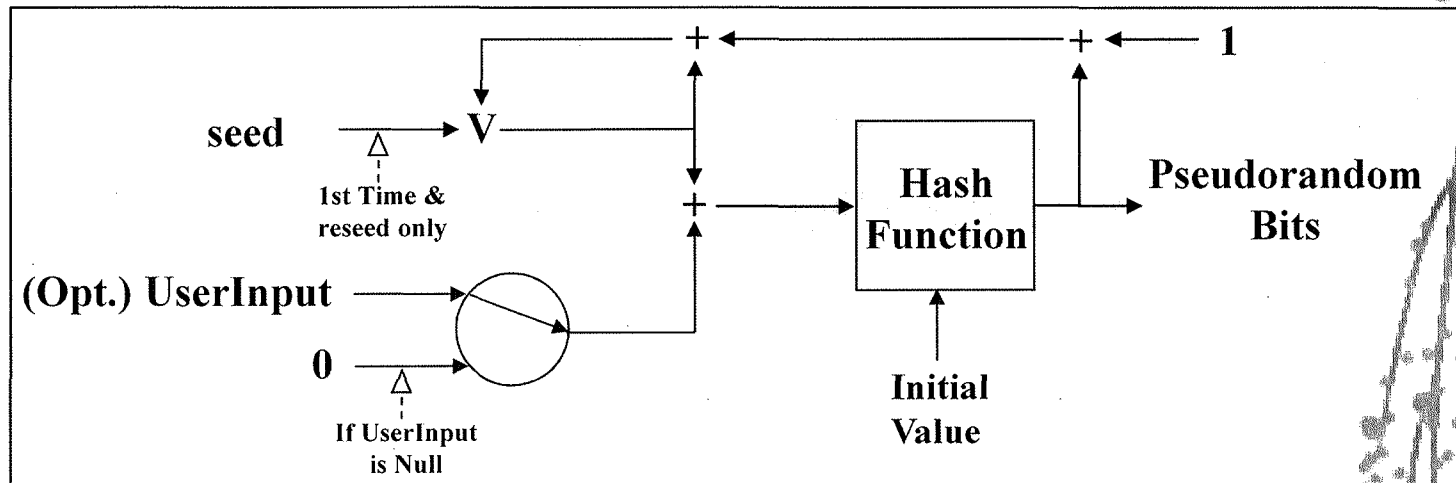 +
+
1
seed
V
1st Time &
reseed only
+
Hash
Function
Pseudorandom
Bits
(Opt.) UserInput
0
If UserInput
is Null
Initial
Value